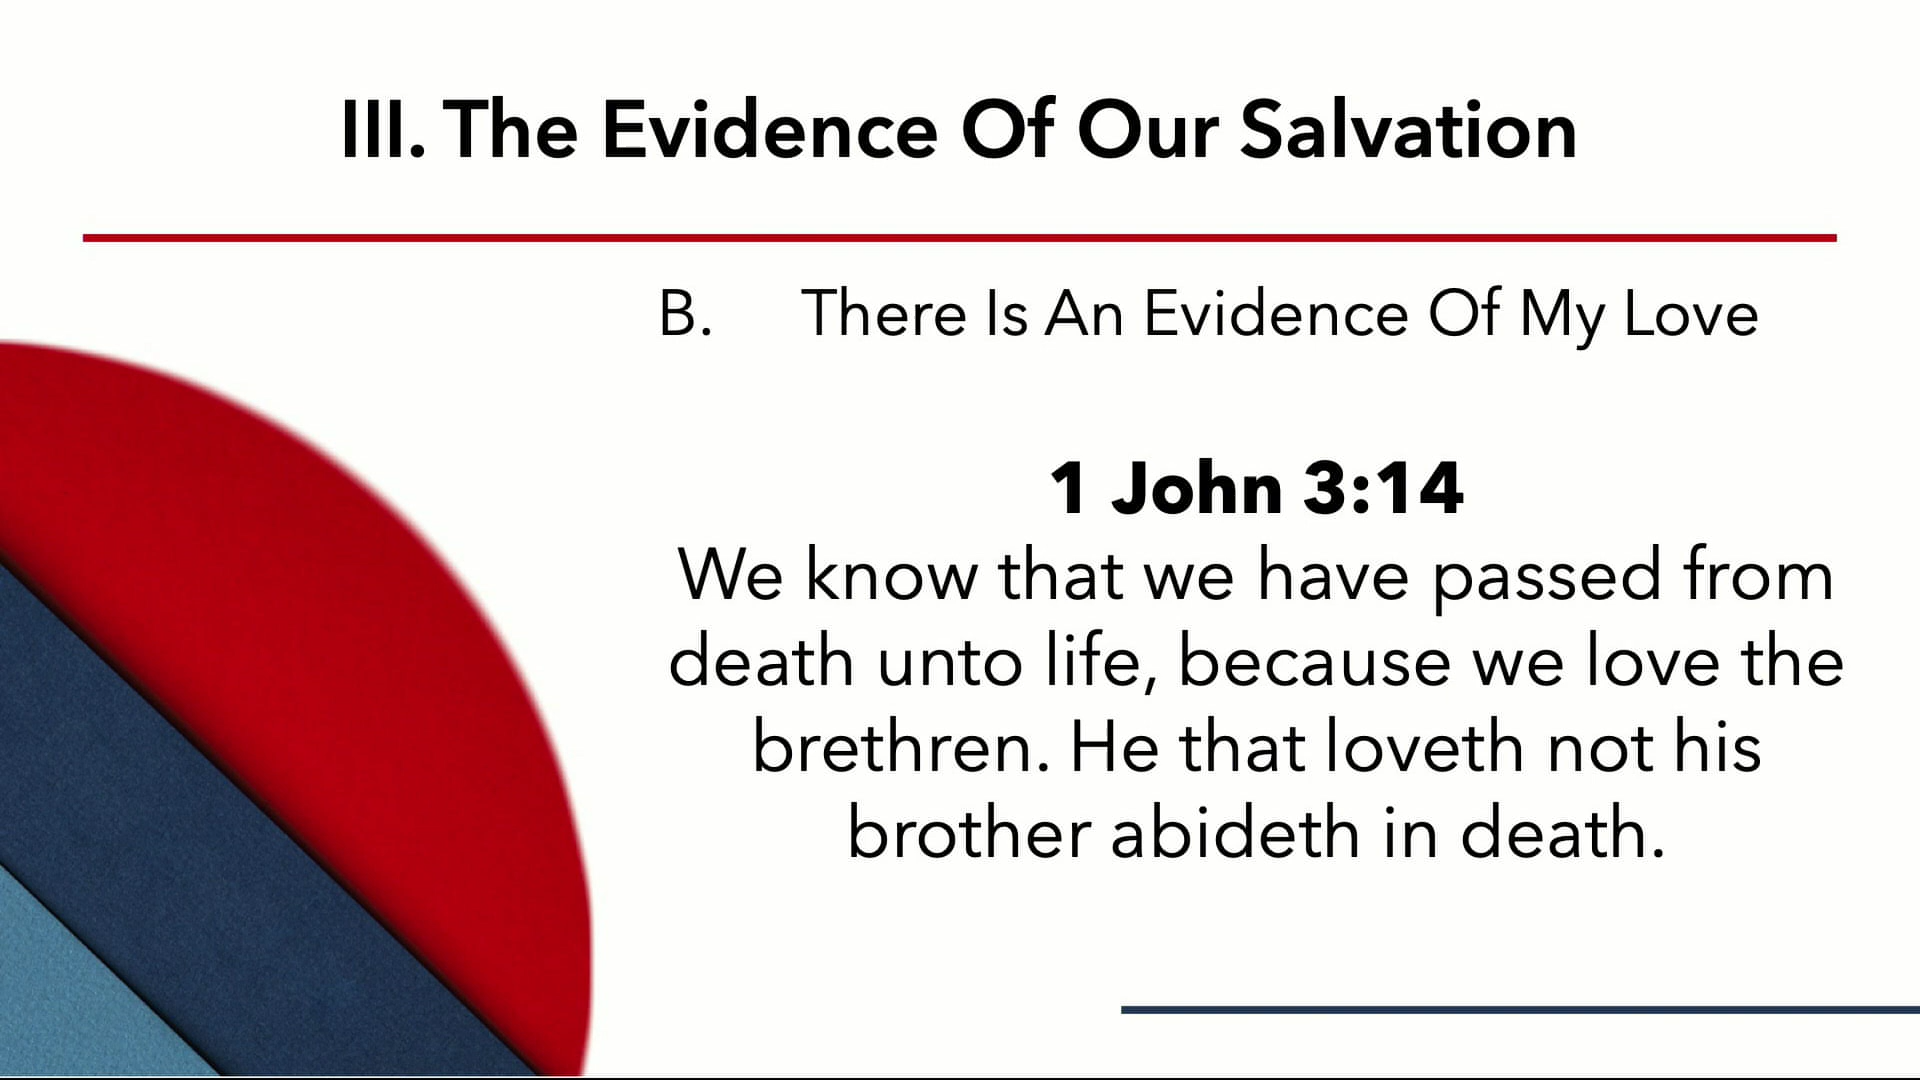 III. The Evidence Of Our Salvation
B. There Is An Evidence Of My Love
1 John 3:14
We know that we have passed from
death unto life, because we love the
brethren. He that loveth not his
brother abideth in death.